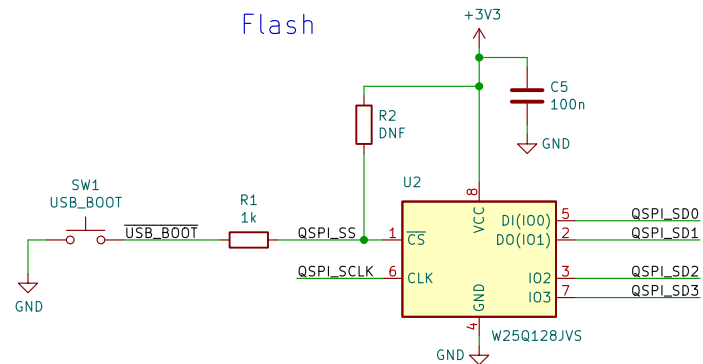 Flash
+3V3
C5
100n
GND
R2
DNF
SW1
USB_BOOT
USB_BOOT
R1
1k
QSPI_SS
QSPI_SCLK
GND
U2
8
VCC
1
CS
6
CLK
DI(IO0)
5
QSPI_SD0
DO(IO1)
2
QSPI_SD1
IO2
3
QSPI_SD2
IO3
7
QSPI_SD3
GND
4
W25Q128JVS
GND